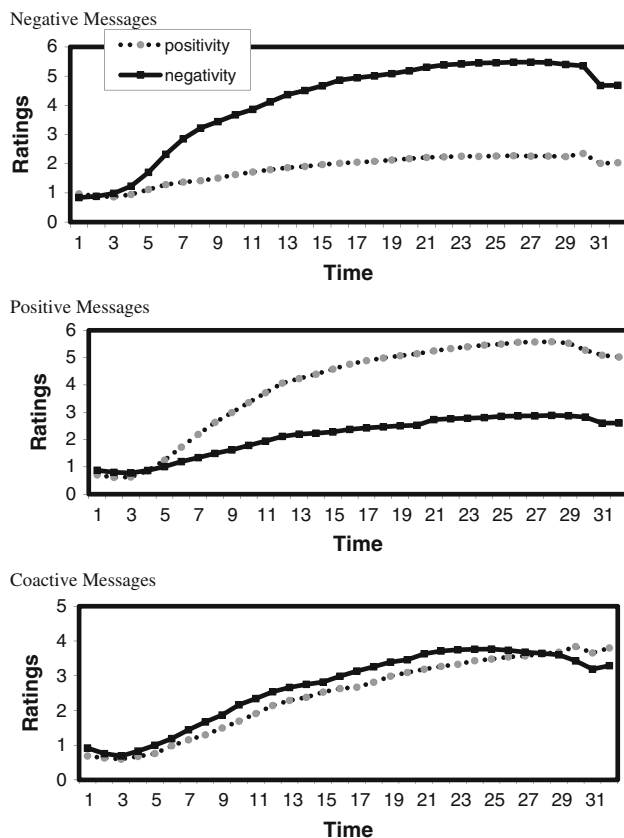 Negative Messages
positivity
negativity
6
5
4
3
2
1
0
Ratings
1 3 5 7 9 11 13 15 17 19 21 23 25 27 29 31
Time
Positive Messages
6
5
4
3
2
1
0
Ratings
1 3 5 7 9 11 13 15 17 19 21 23 25 27 29 31
Time
Coactive Messages
5
4
3
2
1
0
Ratings
1 3 5 7 9 11 13 15 17 19 21 23 25 27 29 31
Time